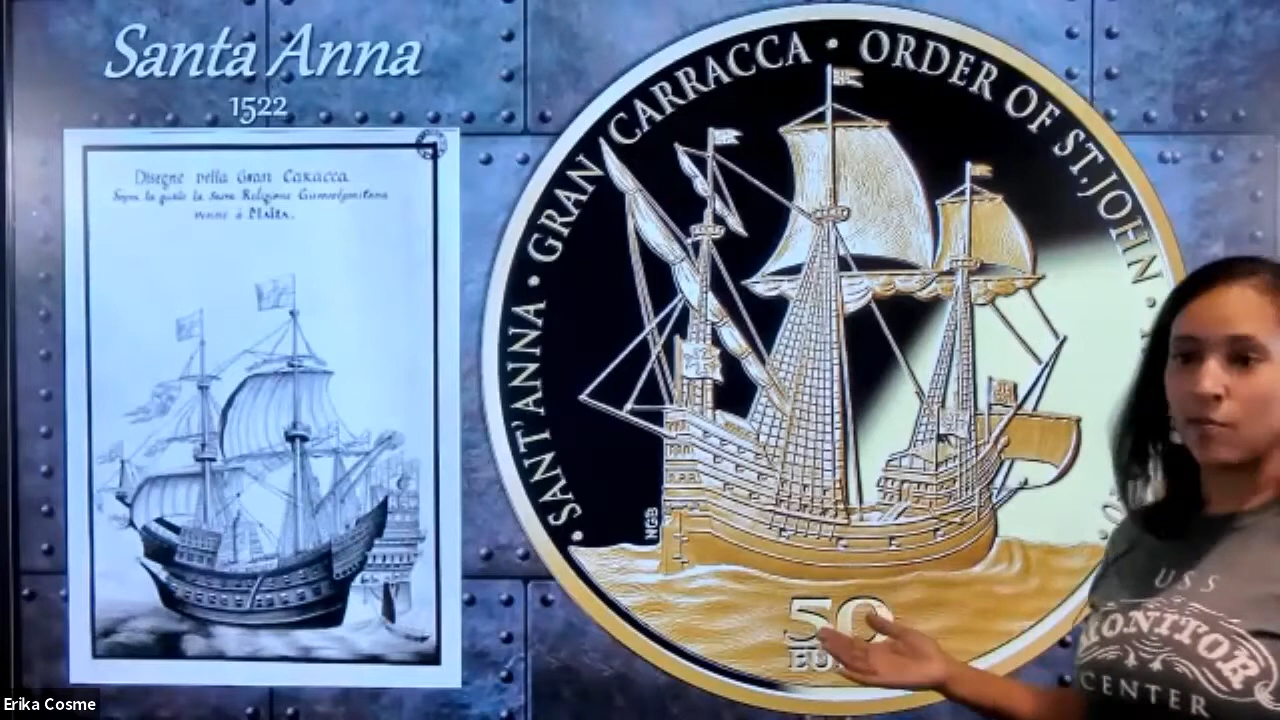 Santa Anna
1522
Disegno della Gran Caracca
Sopra la quale la Sacra Religione Gierosolimitana
venne à Malta.
• SANT'ANNA • GRAN CARRACCA • ORDER OF ST. JOHN •
NGB
50
USS
MONITOR
CENTER
Erika Cosme